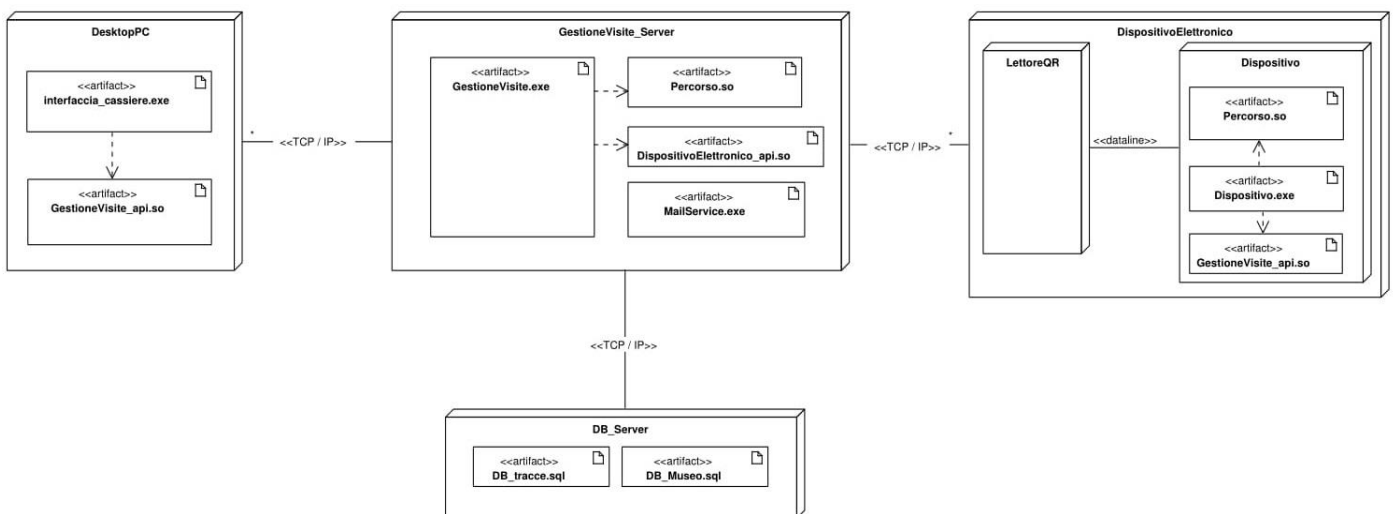 DesktopPC
<<artifact>>
interfaccia_cassiere.exe
<<artifact>>
GestioneVisite_api.so
*
<<TCP / IP>>
GestioneVisite_Server
<<artifact>>
GestioneVisite.exe
<<artifact>>
Percorso.so
<<artifact>>
DispositivoElettronico_api.so
<<artifact>>
MailService.exe
<<TCP / IP>>
*
DispositivoElettronico
LettoreQR
<<dataline>>
Dispositivo
<<artifact>>
Percorso.so
<<artifact>>
Dispositivo.exe
<<artifact>>
GestioneVisite_api.so
<<TCP / IP>>
DB_Server
<<artifact>>
DB_tracce.sql
<<artifact>>
DB_Museo.sql